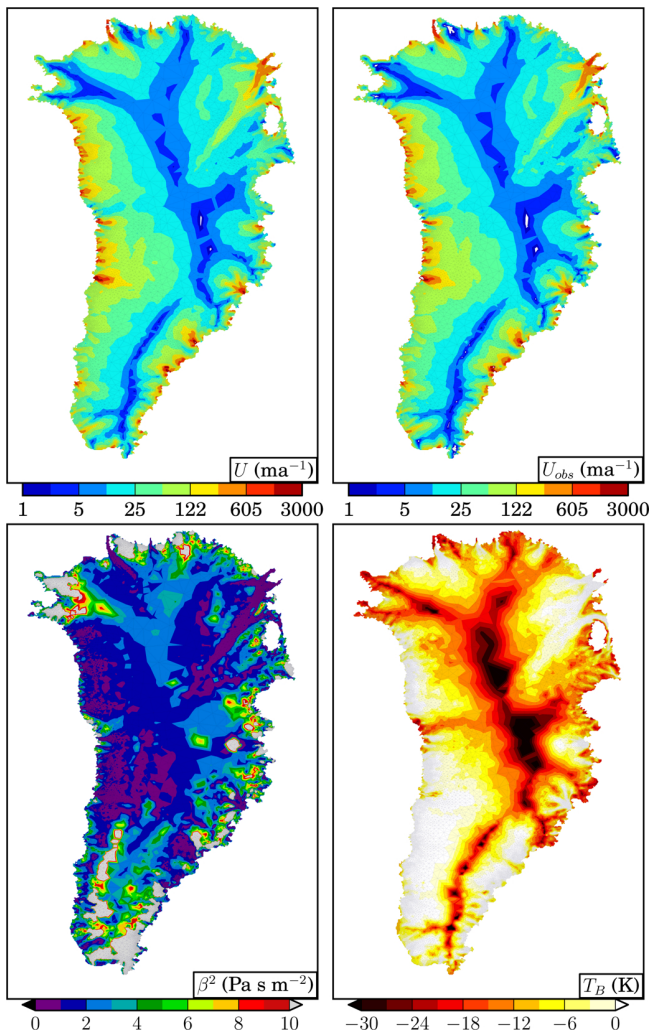 U (ma⁻¹)
U_obs (ma⁻¹)
1 5 25 122 605 3000
1 5 25 122 605 3000
β² (Pa s m⁻²)
T_B (K)
0 2 4 6 8 10
−30 −24 −18 −12 −6 0